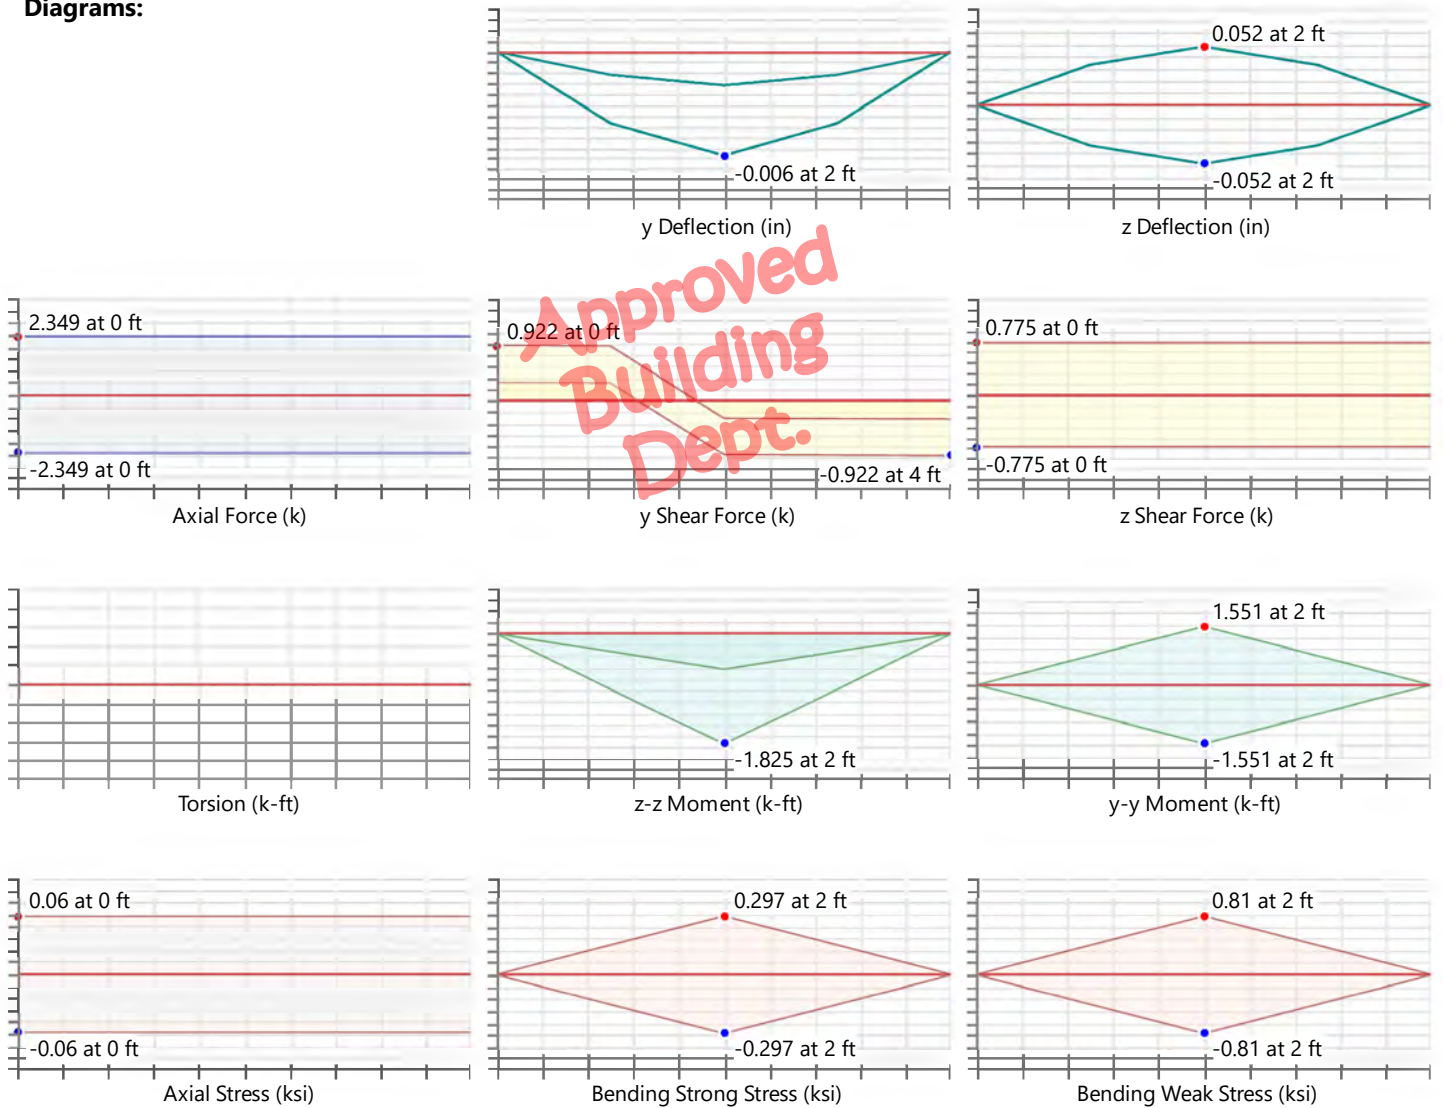 Diagrams:
0.052 at 2 ft
-0.006 at 2 ft
-0.052 at 2 ft
y Deflection (in)
z Deflection (in)
Approved
Building
Dept.
2.349 at 0 ft
0.922 at 0 ft
0.775 at 0 ft
-2.349 at 0 ft
-0.922 at 4 ft
-0.775 at 0 ft
Axial Force (k)
y Shear Force (k)
z Shear Force (k)
1.551 at 2 ft
-1.825 at 2 ft
-1.551 at 2 ft
Torsion (k-ft)
z-z Moment (k-ft)
y-y Moment (k-ft)
0.06 at 0 ft
0.297 at 2 ft
0.81 at 2 ft
-0.06 at 0 ft
-0.297 at 2 ft
-0.81 at 2 ft
Axial Stress (ksi)
Bending Strong Stress (ksi)
Bending Weak Stress (ksi)